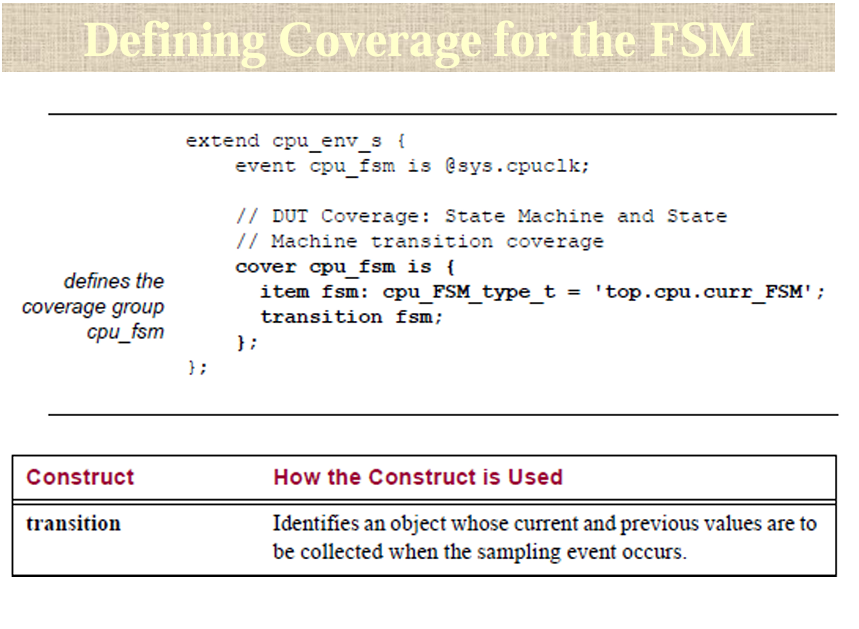 Defining Coverage for the FSM
extend cpu_env_s {
event cpu_fsm is @sys.cpuclk;
// DUT Coverage: State Machine and State
// Machine transition coverage
cover cpu_fsm is {
item fsm: cpu_FSM_type_t = 'top.cpu.curr_FSM';
transition fsm;
};
};
defines the
coverage group
cpu_fsm
Construct How the Construct is Used
transition Identifies an object whose current and previous values are to
be collected when the sampling event occurs.